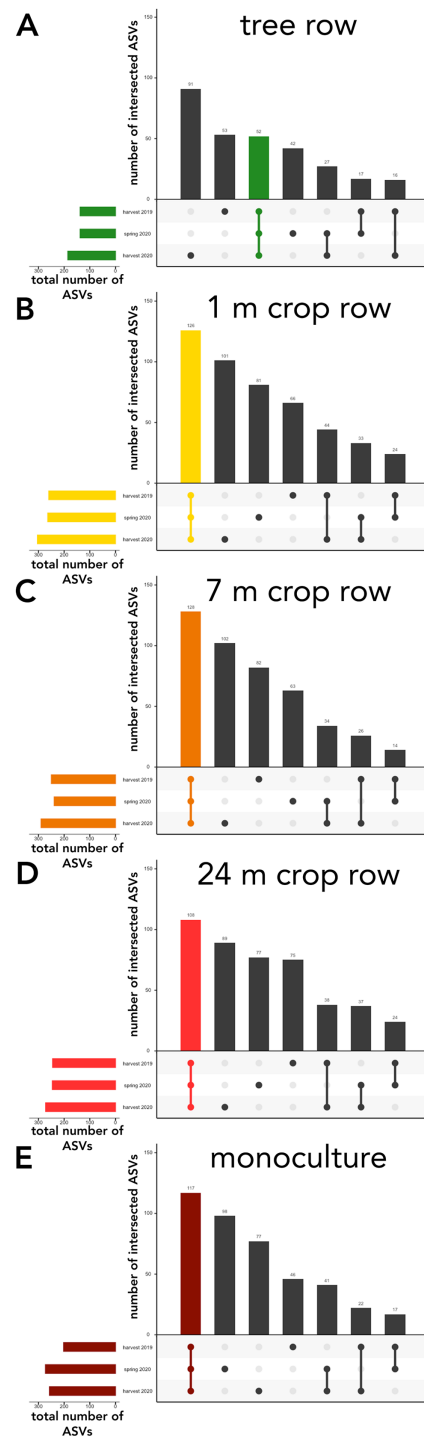 A
tree row
number of intersected ASVs
150
100
50
0
91
53
52
42
27
17
16
harvest 2019
spring 2020
harvest 2020
300
200
100
0
total number of
ASVs
B
1 m crop row
number of intersected ASVs
150
100
50
0
126
101
81
66
44
33
24
harvest 2019
spring 2020
harvest 2020
300
200
100
0
total number of
ASVs
C
7 m crop row
number of intersected ASVs
150
100
50
0
128
102
82
63
34
26
14
harvest 2019
spring 2020
harvest 2020
300
200
100
0
total number of
ASVs
D
24 m crop row
number of intersected ASVs
150
100
50
0
108
89
77
75
38
37
24
harvest 2019
spring 2020
harvest 2020
300
200
100
0
total number of
ASVs
E
monoculture
number of intersected ASVs
150
100
50
0
117
98
77
46
41
22
17
harvest 2019
spring 2020
harvest 2020
300
200
100
0
total number of
ASVs